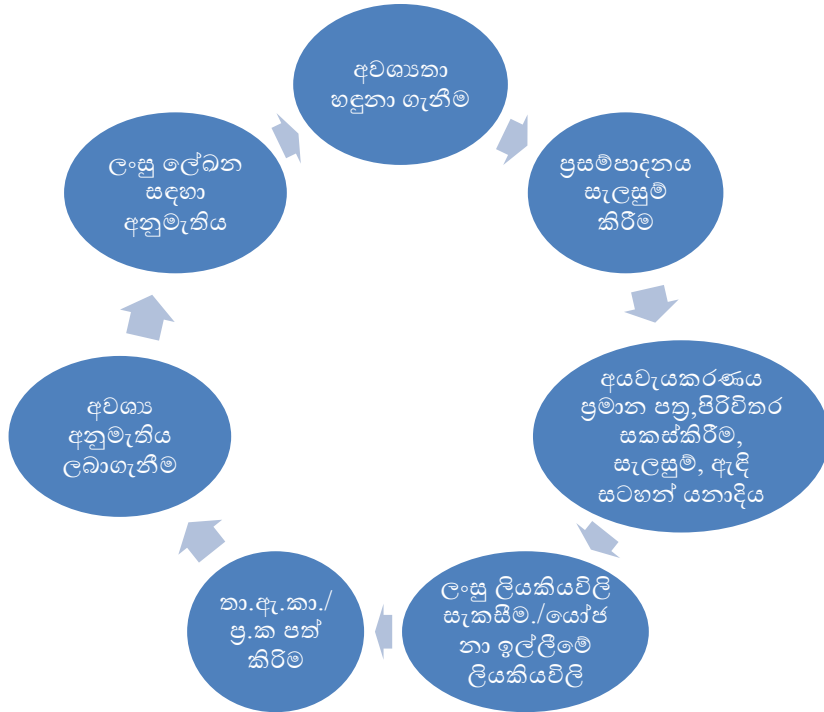 අවශ්‍යතා
හඳුනා ගැනීම
ප්‍රසම්පාදනය
සැලසුම්
කිරීම
අයවැයකරණය
ප්‍රමාන පත්‍ර,පිරිවිතර
සකස්කිරීම,
සැලසුම්, ඇඳි
සටහන් යනාදිය
ලංසු ලියකියවිලි
සැකසීම./යෝජ
නා ඉල්ලීමේ
ලියකියවිලි
තා.ඇ.කා./
ප්‍ර.ක පත්
කිරිම
අවශ්‍ය
අනුමැතිය
ලබාගැනීම
ලංසු ලේඛන
සඳහා
අනුමැතිය